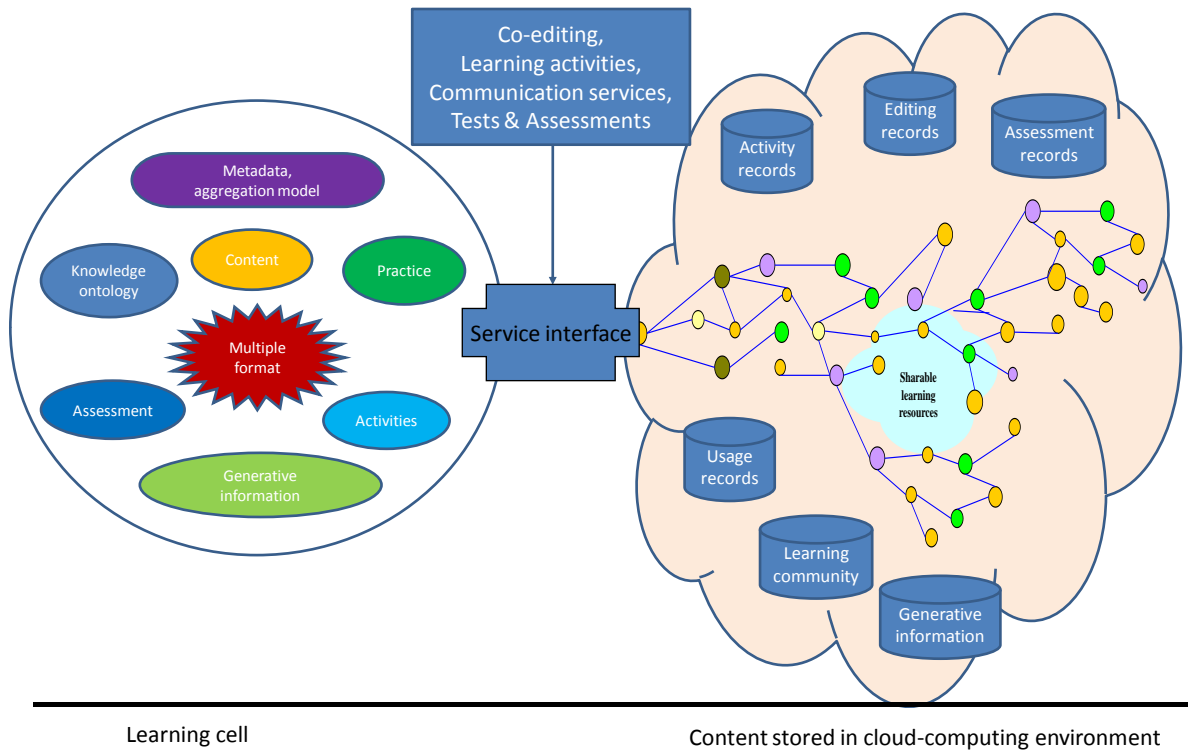 Co-editing,
Learning activities,
Communication services,
Tests & Assessments
Metadata,
aggregation model
Knowledge
ontology
Content
Practice
Multiple
format
Assessment
Activities
Generative
information
Service interface
Activity
records
Editing
records
Assessment
records
Sharable
learning
resources
Usage
records
Learning
community
Generative
information
Learning cell
Content stored in cloud-computing environment